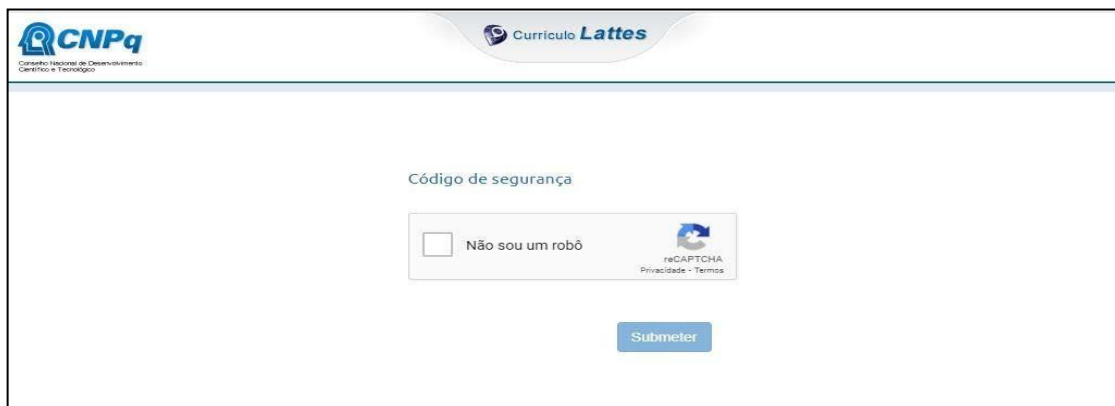 CNPq
Conselho Nacional de Desenvolvimento
Científico e Tecnológico
Currículo Lattes
Código de segurança
Não sou um robô
reCAPTCHA
Privacidade - Termos
Submeter